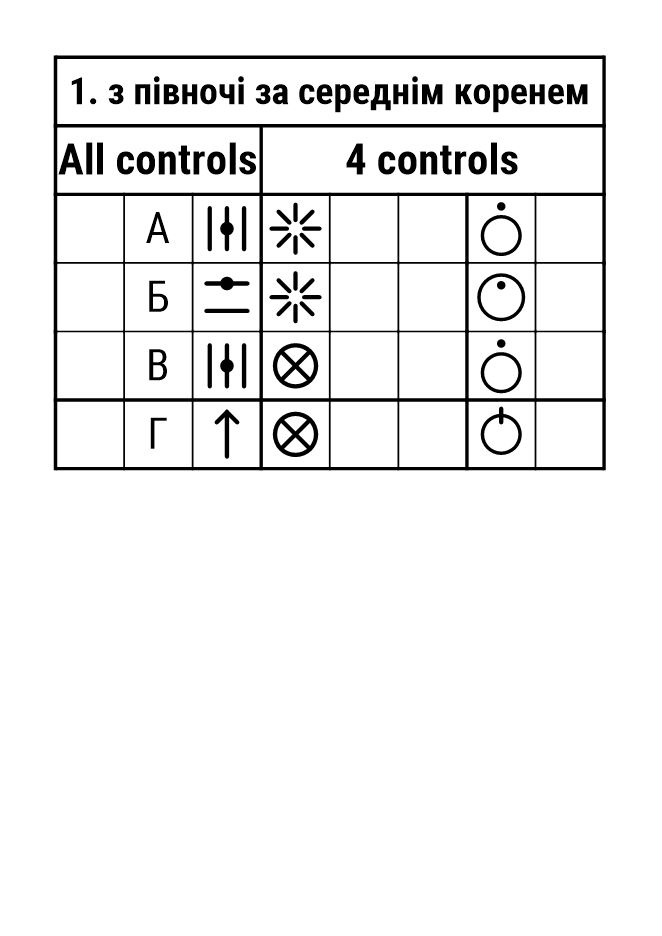 1. з півночі за середнім коренем
All controls 4 controls
А
Б
В
Г